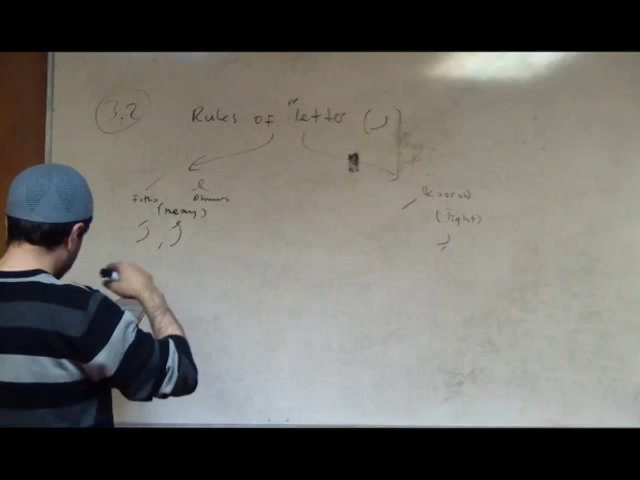 3.2
Rules of "letter (ر)
Fatha Dhamma
(heavy)
رَ , رُ
(kasrah)
(light)
رِ